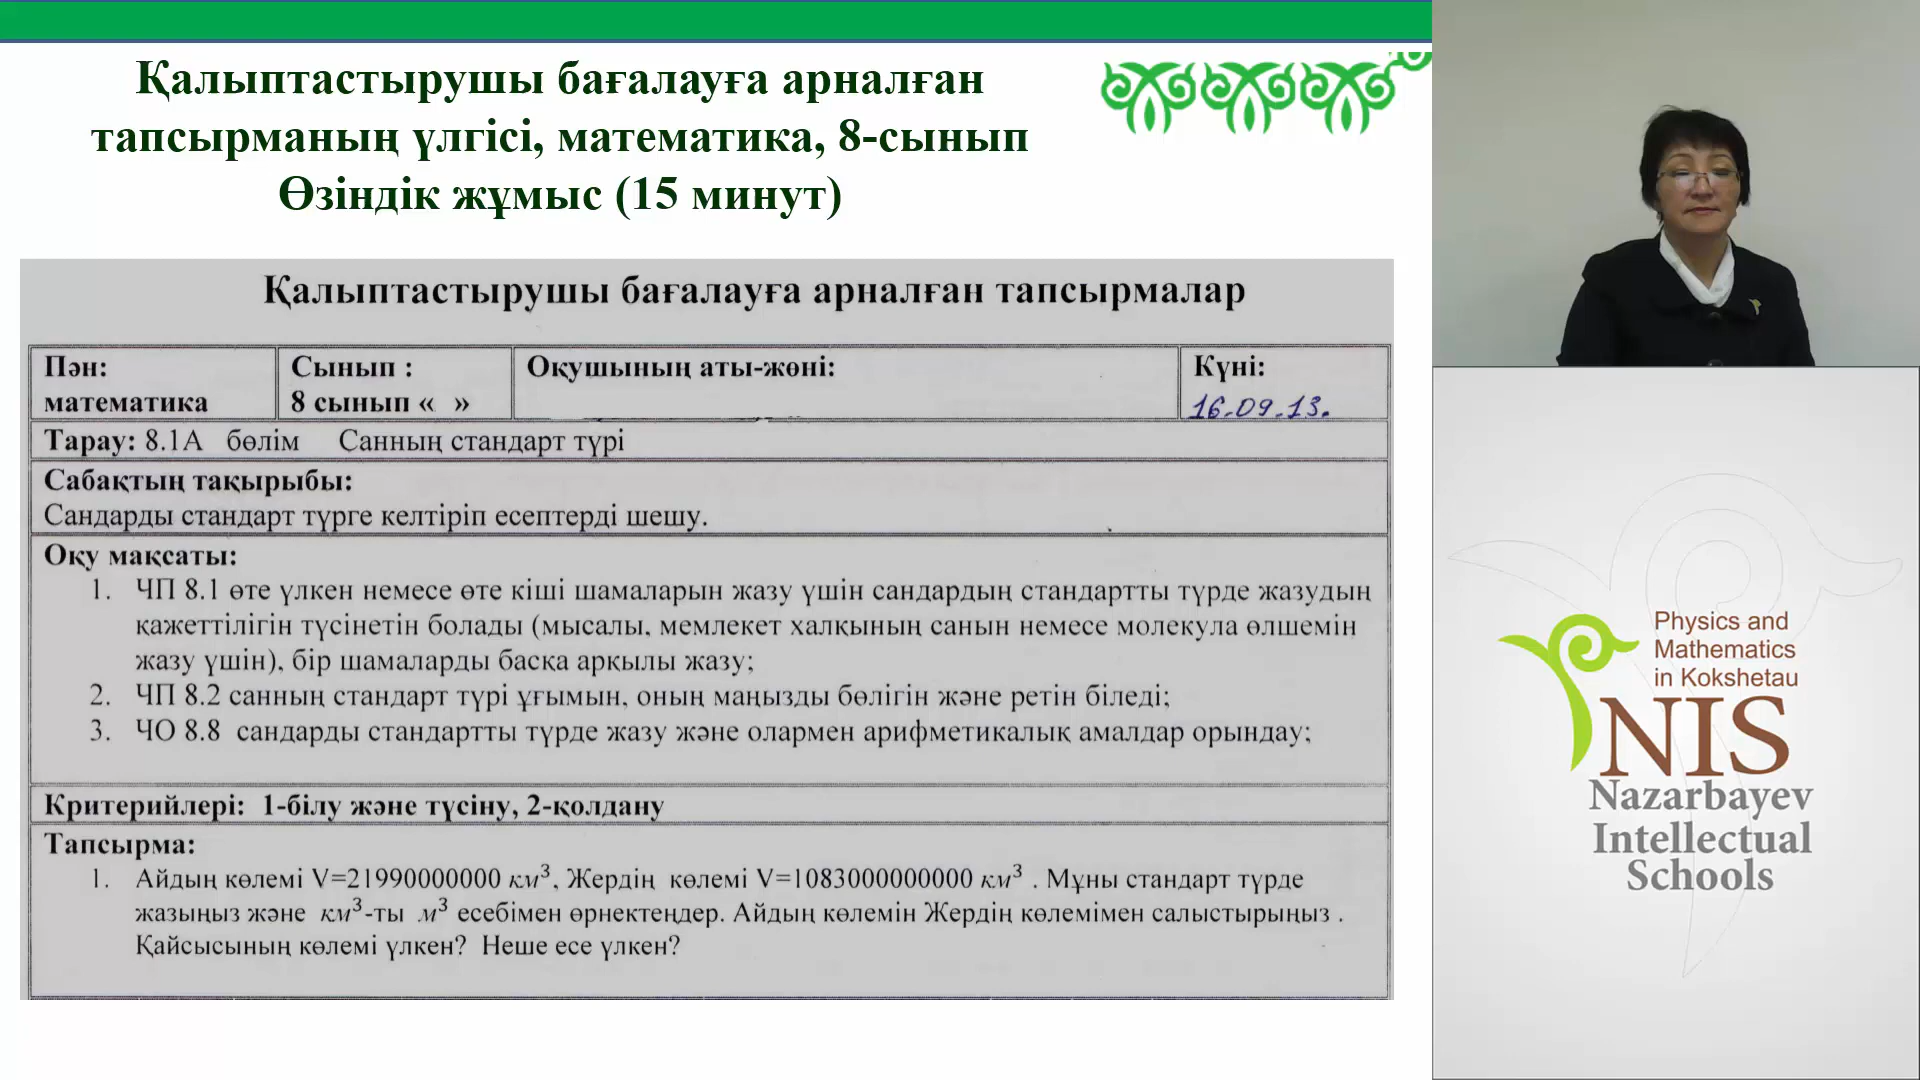 Қалыптастырушы бағалауға арналған
тапсырманың үлгісі, математика, 8-сынып
Өзіндік жұмыс (15 минут)
Қалыптастырушы бағалауға арналған тапсырмалар
Пән:
математика
Сынып :
8 сынып « »
Оқушының аты-жөні:
Күні:
16.09.13.
Тарау: 8.1А бөлім Санның стандарт түрі
Сабақтың тақырыбы:
Сандарды стандарт түрге келтіріп есептерді шешу.
Оқу мақсаты:
1. ЧП 8.1 өте үлкен немесе өте кіші шамаларын жазу үшін сандардың стандартты түрде жазудың
қажеттілігін түсінетін болады (мысалы, мемлекет халқының санын немесе молекула өлшемін
жазу үшін), бір шамаларды басқа арқылы жазу;
2. ЧП 8.2 санның стандарт түрі ұғымын, оның маңызды бөлігін және ретін біледі;
3. ЧО 8.8 сандарды стандартты түрде жазу және олармен арифметикалық амалдар орындау;
Критерийлері: 1-білу және түсіну, 2-қолдану
Тапсырма:
1. Айдың көлемі V=21990000000 км³, Жердің көлемі V=1083000000000 км³ . Мұны стандарт түрде
жазыңыз және км³-ты м³ есебімен өрнектеңдер. Айдың көлемін Жердің көлемімен салыстырыңыз .
Қайсысының көлемі үлкен? Неше есе үлкен?
Physics and
Mathematics
in Kokshetau
NIS
Nazarbayev
Intellectual
Schools